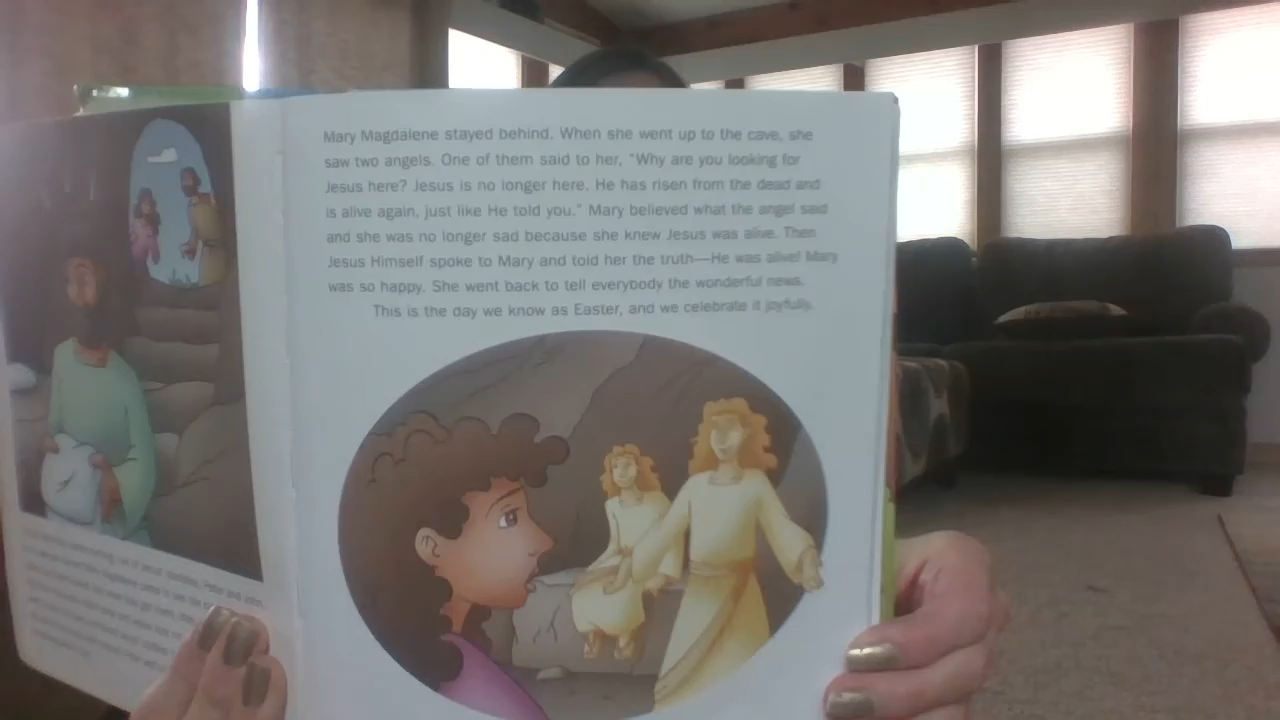 Mary Magdalene stayed behind. When she went up to the cave, she
saw two angels. One of them said to her, "Why are you looking for
Jesus here? Jesus is no longer here. He has risen from the dead and
is alive again, just like He told you." Mary believed what the angel said
and she was no longer sad because she knew Jesus was alive. Then
Jesus Himself spoke to Mary and told her the truth—He was alive! Mary
was so happy. She went back to tell everybody the wonderful news.
This is the day we know as Easter, and we celebrate it joyfully.